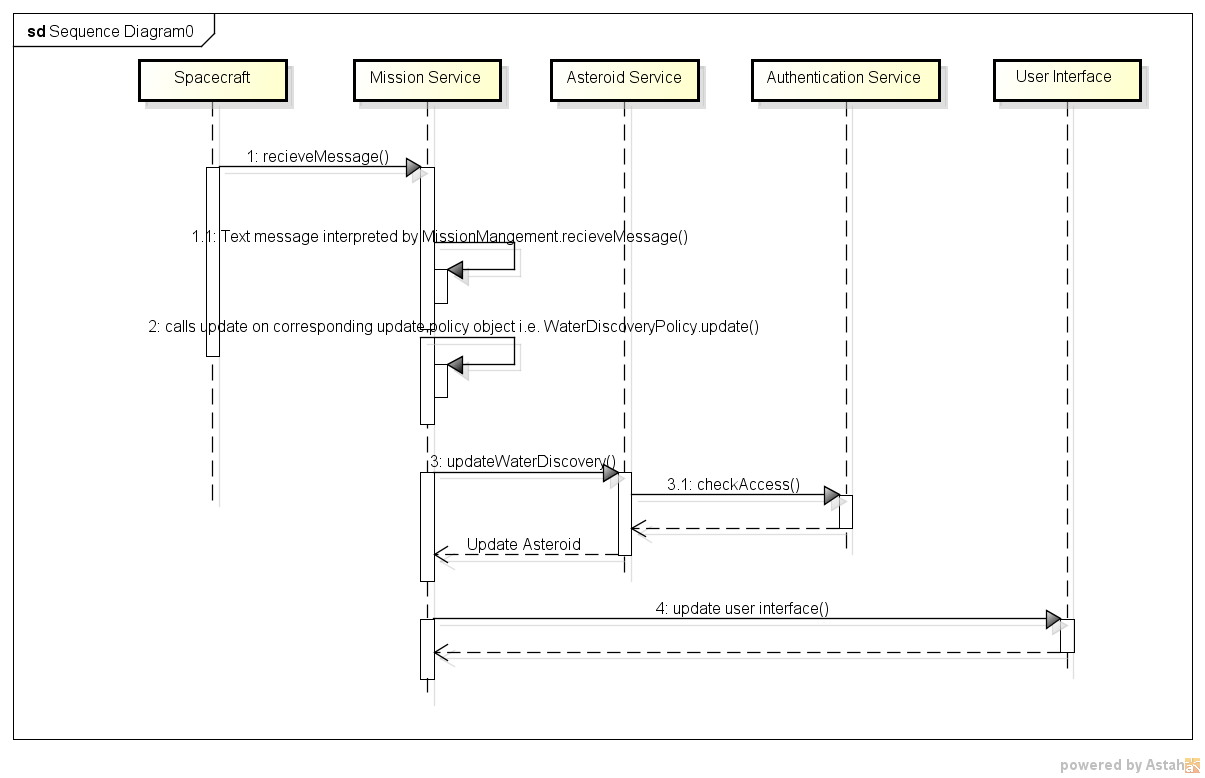 sd Sequence Diagram0
Spacecraft
Mission Service
Asteroid Service
Authentication Service
User Interface
1: recieveMessage()
1.1: Text message interpreted by MissionMangement.recieveMessage()
2: calls update on corresponding update policy object i.e. WaterDiscoveryPolicy.update()
3: updateWaterDiscovery()
3.1: checkAccess()
Update Asteroid
4: update user interface()
powered by Astah